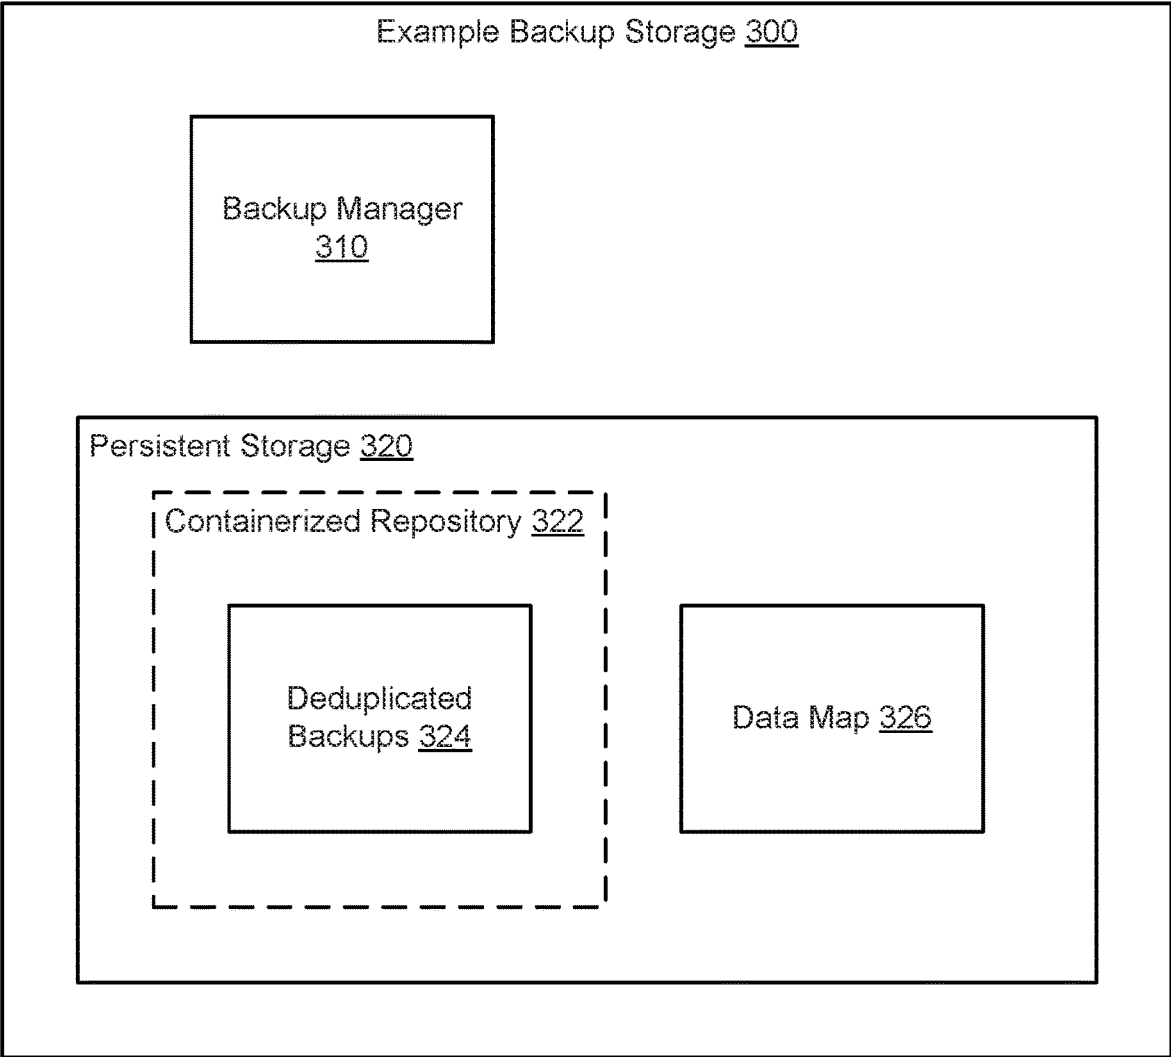 Example Backup Storage 300
Backup Manager
310
Persistent Storage 320
Containerized Repository 322
Deduplicated
Backups 324
Data Map 326